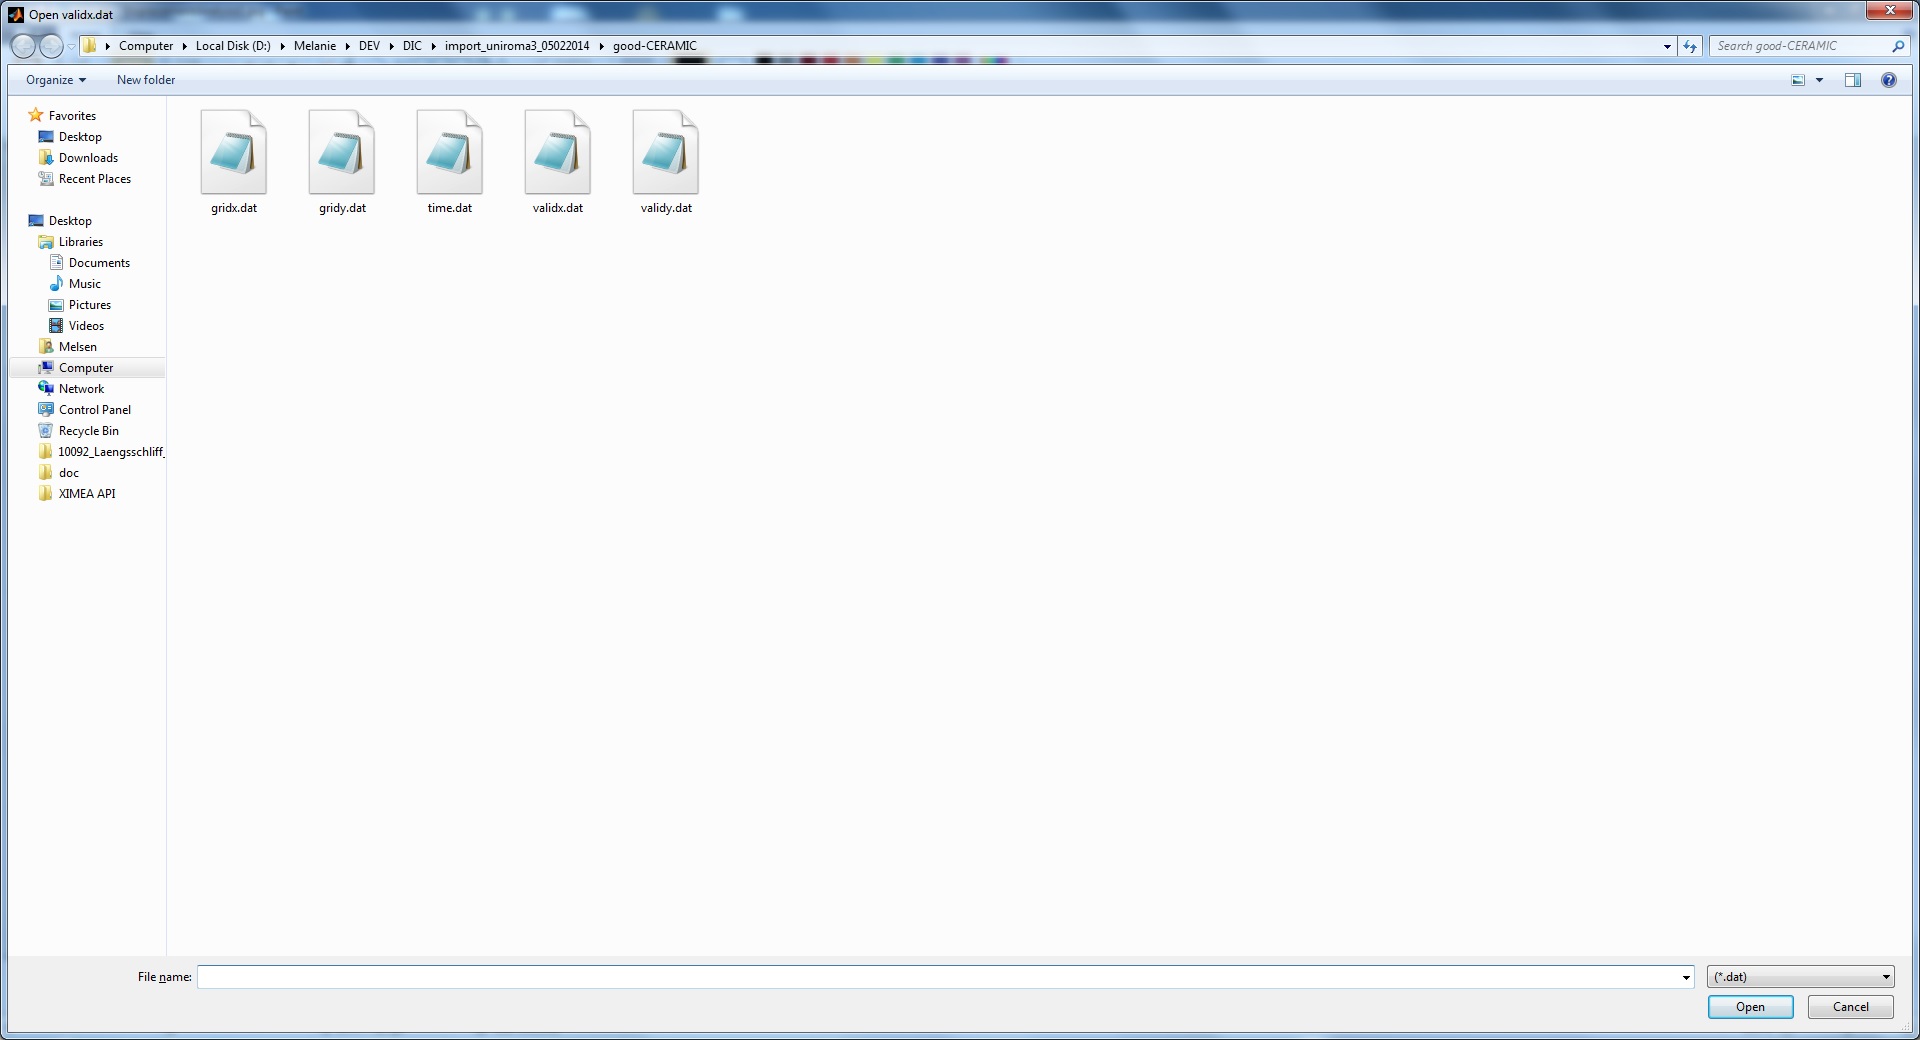 Open validx.dat
Computer Local Disk (D:) Melanie DEV DIC import_uniroma3_05022014 good-CERAMIC
Search good-CERAMIC
Organize New folder
Favorites
Desktop
Downloads
Recent Places
Desktop
Libraries
Documents
Music
Pictures
Videos
Melsen
Computer
Network
Control Panel
Recycle Bin
10092_Laengsschliff_
doc
XIMEA API
gridx.dat gridy.dat time.dat validx.dat validy.dat
File name:
(*.dat)
Open Cancel